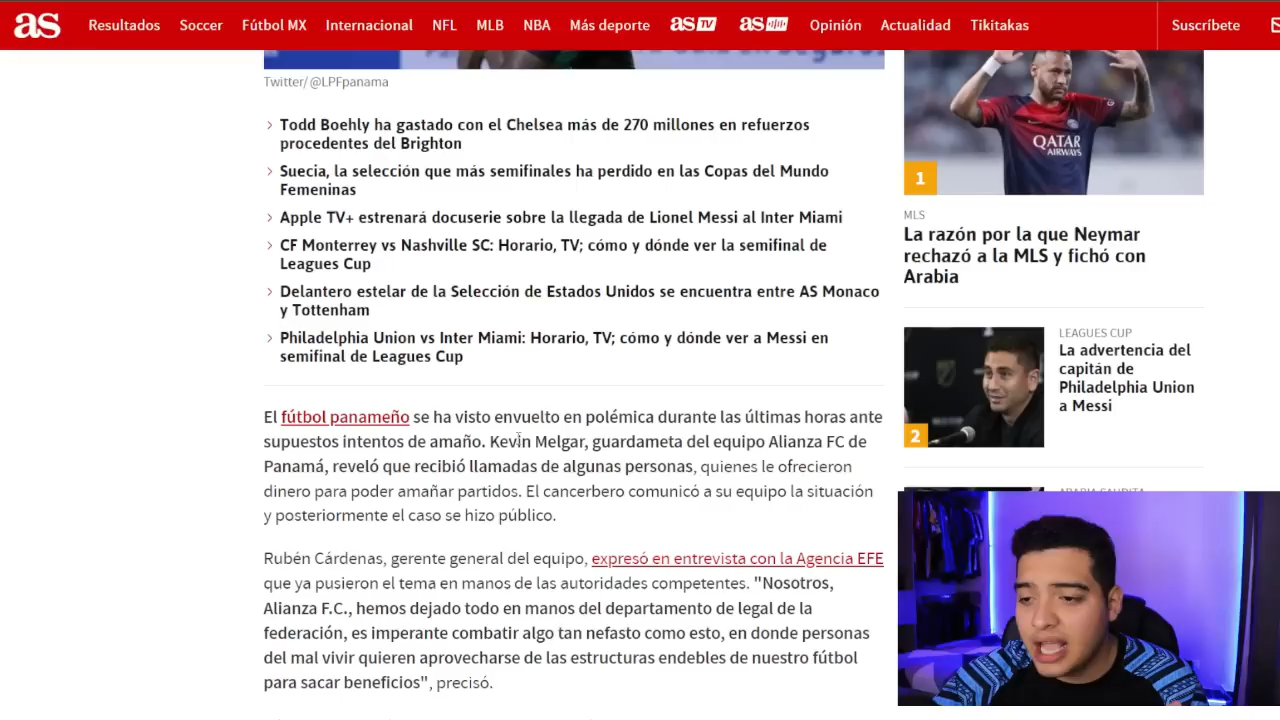 as Resultados Soccer Fútbol MX Internacional NFL MLB NBA Más deporte as TV as Opinión Actualidad Tikitakas Suscríbete
Twitter/ @LPFpanama
Todd Boehly ha gastado con el Chelsea más de 270 millones en refuerzos
procedentes del Brighton
Suecia, la selección que más semifinales ha perdido en las Copas del Mundo
Femeninas
Apple TV+ estrenará docuserie sobre la llegada de Lionel Messi al Inter Miami
CF Monterrey vs Nashville SC: Horario, TV; cómo y dónde ver la semifinal de
Leagues Cup
Delantero estelar de la Selección de Estados Unidos se encuentra entre AS Monaco
y Tottenham
Philadelphia Union vs Inter Miami: Horario, TV; cómo y dónde ver a Messi en
semifinal de Leagues Cup
El fútbol panameño se ha visto envuelto en polémica durante las últimas horas ante
supuestos intentos de amaño. Kevin Melgar, guardameta del equipo Alianza FC de
Panamá, reveló que recibió llamadas de algunas personas, quienes le ofrecieron
dinero para poder amañar partidos. El cancerbero comunicó a su equipo la situación
y posteriormente el caso se hizo público.
Rubén Cárdenas, gerente general del equipo, expresó en entrevista con la Agencia EFE
que ya pusieron el tema en manos de las autoridades competentes. "Nosotros,
Alianza F.C., hemos dejado todo en manos del departamento de legal de la
federación, es imperante combatir algo tan nefasto como esto, en donde personas
del mal vivir quieren aprovecharse de las estructuras endebles de nuestro fútbol
para sacar beneficios", precisó.
QATAR
AIRWAYS
1
MLS
La razón por la que Neymar
rechazó a la MLS y fichó con
Arabia
2
LEAGUES CUP
La advertencia del
capitán de
Philadelphia Union
a Messi